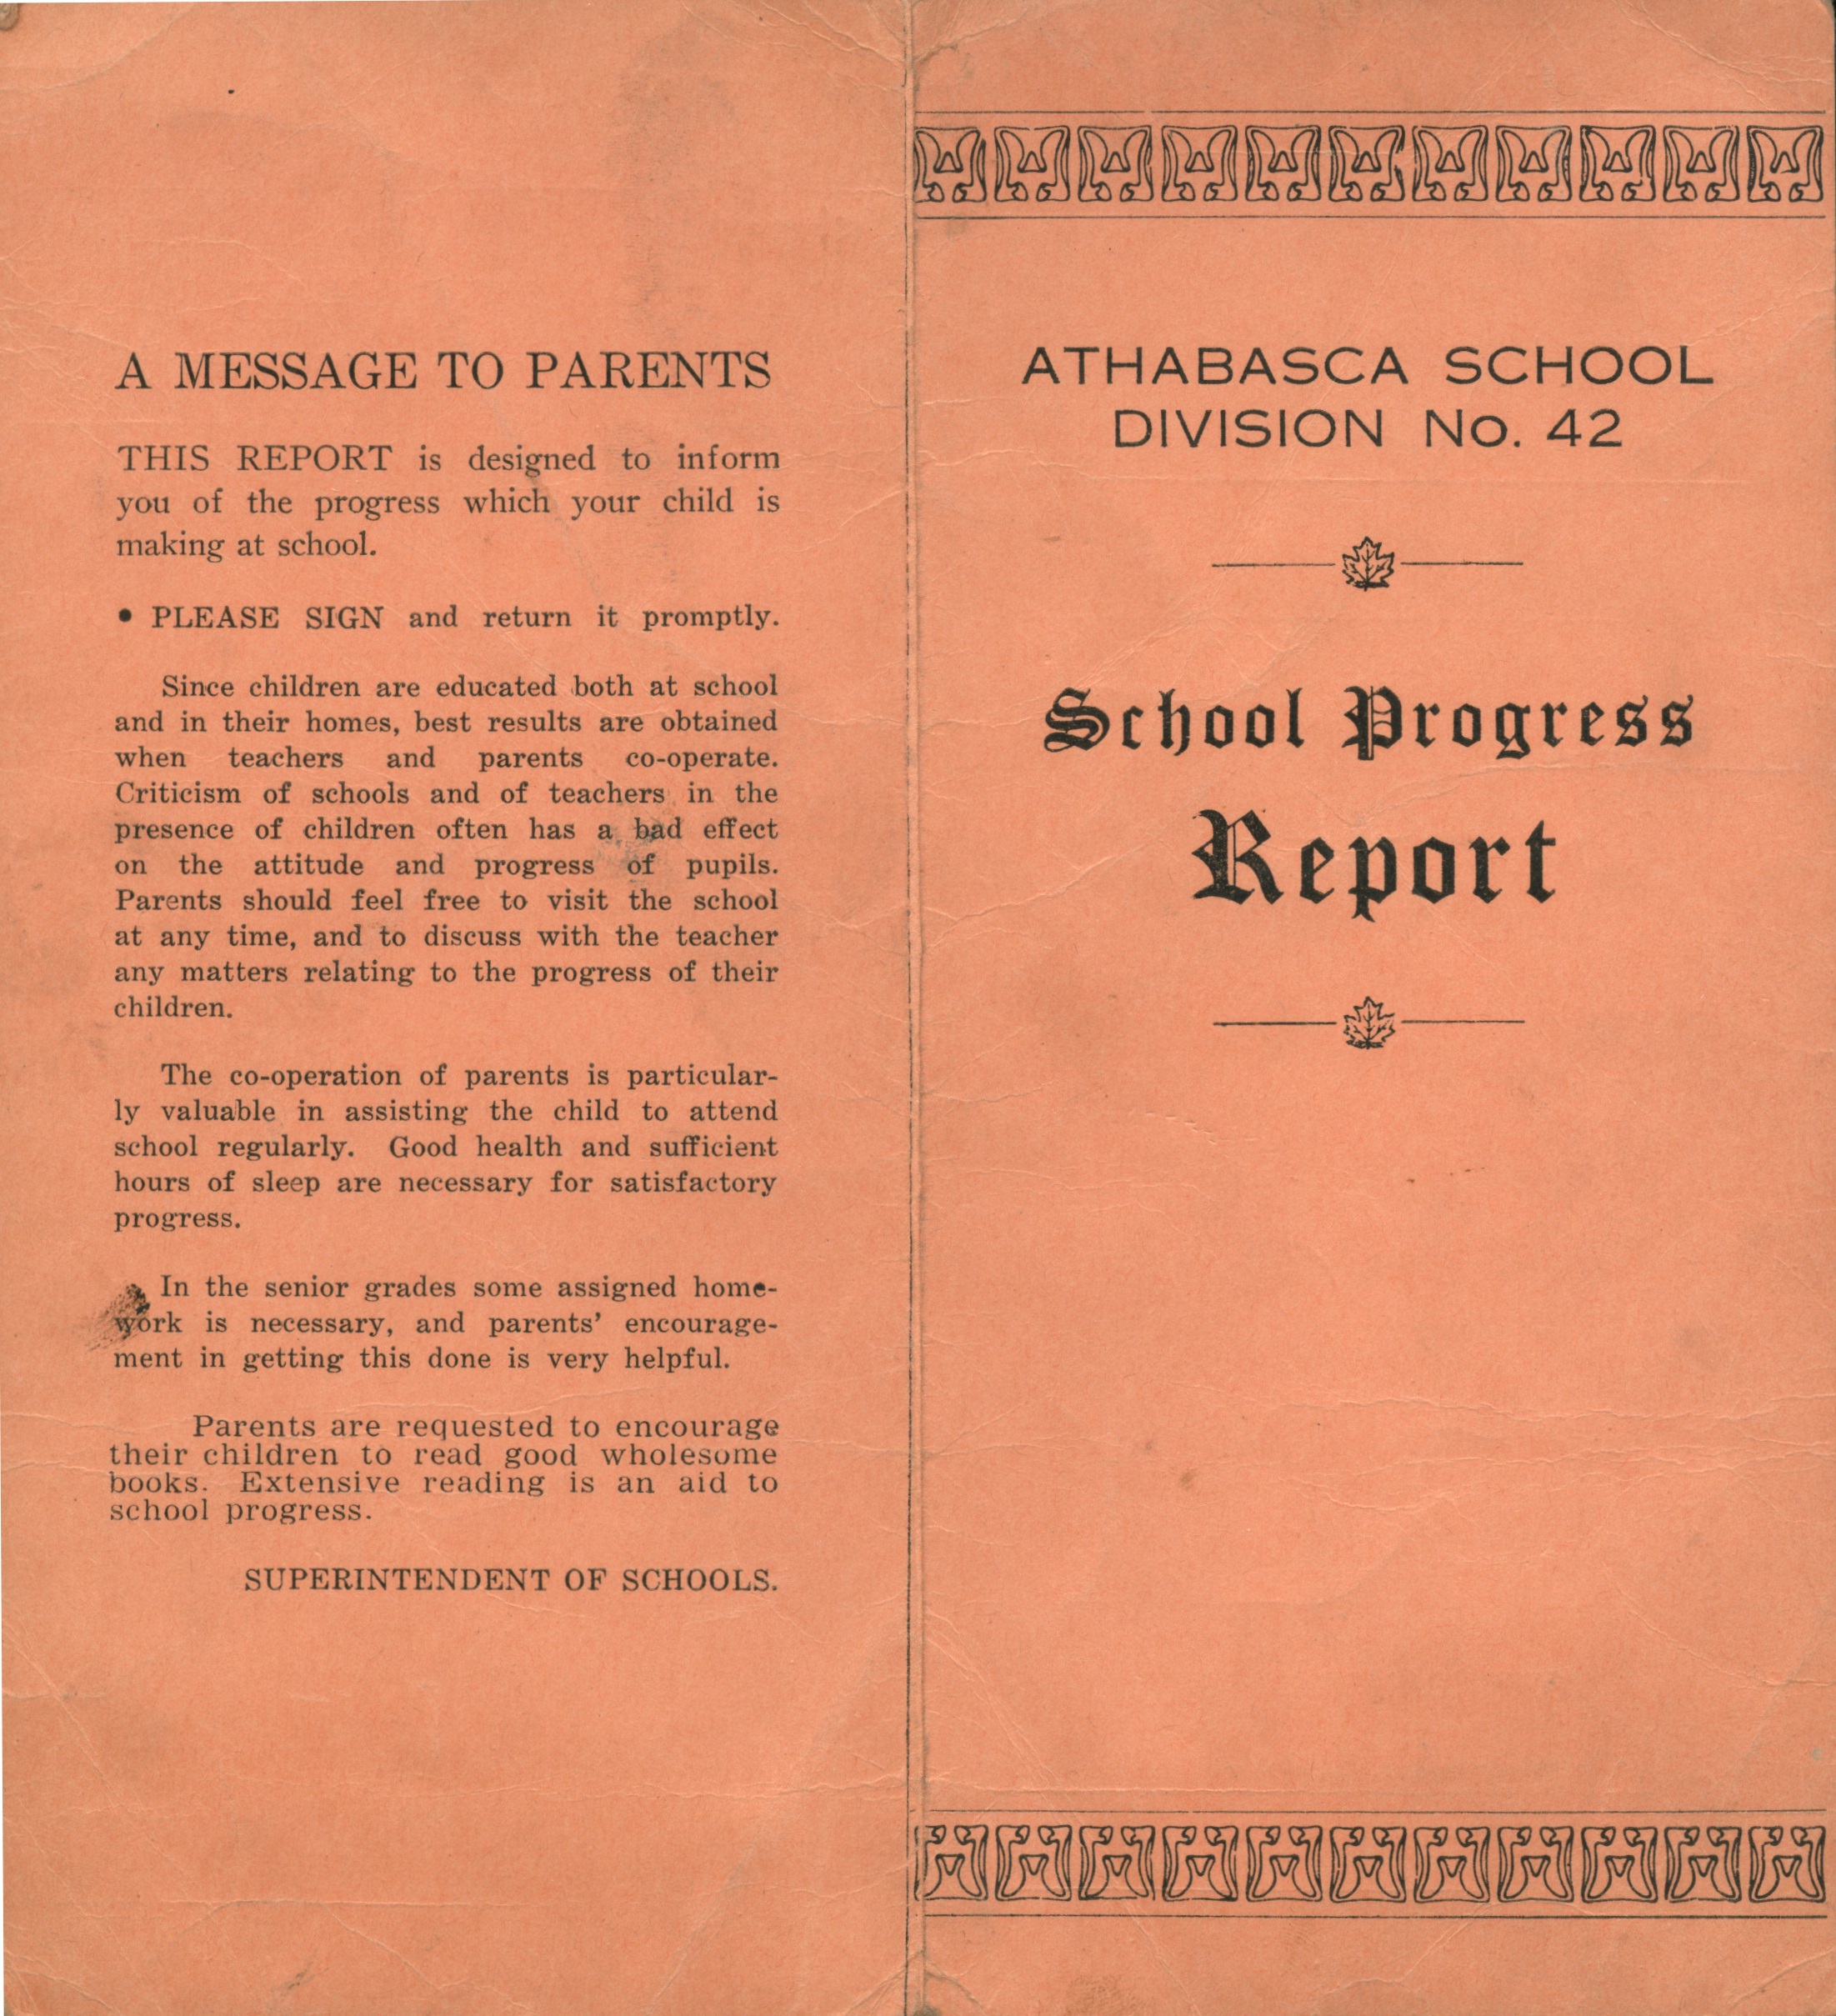 A MESSAGE TO PARENTS
THIS REPORT is designed to inform
you of the progress which your child is
making at school.
• PLEASE SIGN and return it promptly.
Since children are educated both at school
and in their homes, best results are obtained
when teachers and parents co-operate.
Criticism of schools and of teachers in the
presence of children often has a bad effect
on the attitude and progress of pupils.
Parents should feel free to visit the school
at any time, and to discuss with the teacher
any matters relating to the progress of their
children.
The co-operation of parents is particular-
ly valuable in assisting the child to attend
school regularly. Good health and sufficient
hours of sleep are necessary for satisfactory
progress.
In the senior grades some assigned home-
work is necessary, and parents' encourage-
ment in getting this done is very helpful.
Parents are requested to encourage
their children to read good wholesome
books. Extensive reading is an aid to
school progress.
SUPERINTENDENT OF SCHOOLS.
ATHABASCA SCHOOL
DIVISION No. 42
School Progress
Report